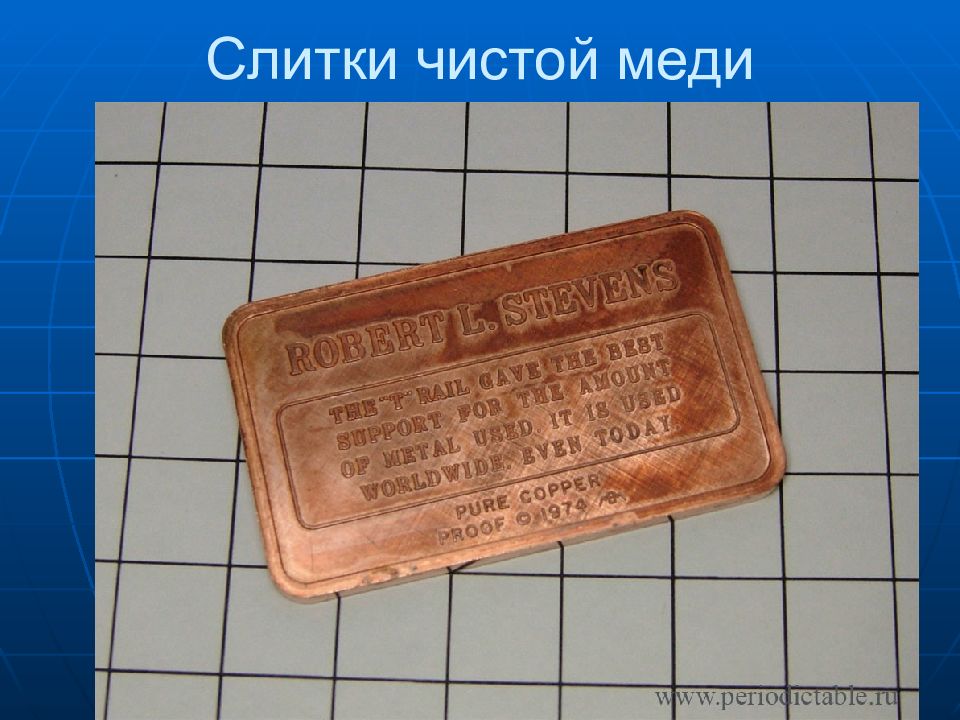 Слитки чистой меди
ROBERT L. STEVENS
THE "T" RAIL GAVE THE BEST
SUPPORT FOR THE AMOUNT
OF METAL USED. IT IS USED
WORLDWIDE, EVEN TODAY.
PURE COPPER
PROOF © 1974
www.periodictable.ru